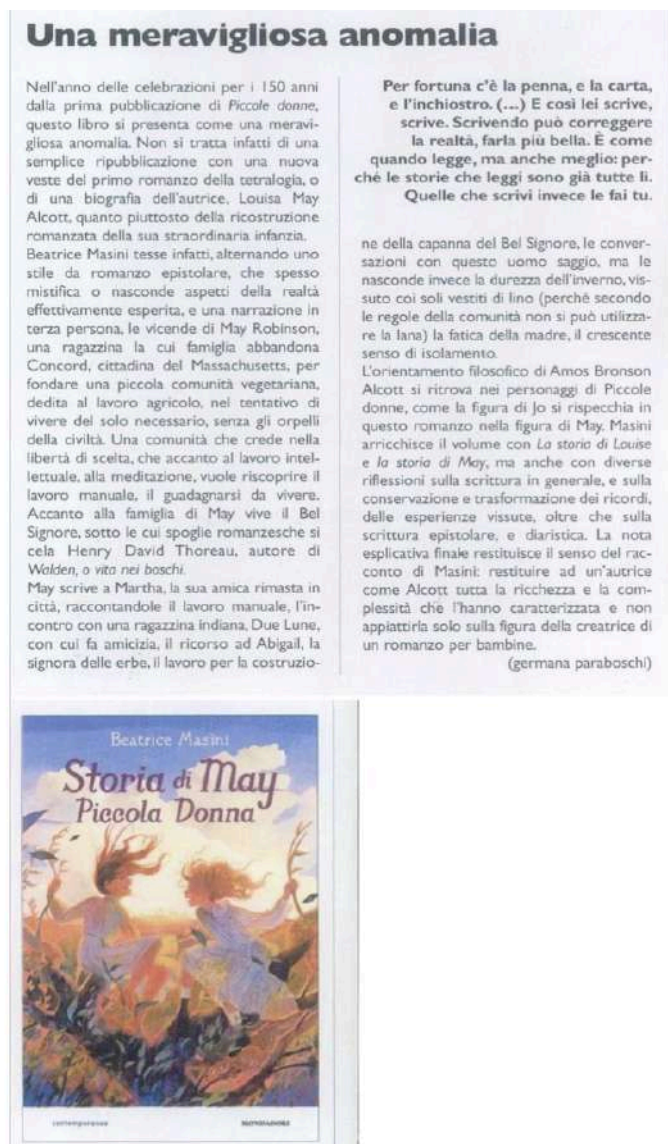 Una meravigliosa anomalia
Nell'anno delle celebrazioni per i 150 anni
dalla prima pubblicazione di Piccole donne,
questo libro si presenta come una meravi-
gliosa anomalia. Non si tratta infatti di una
semplice ripubblicazione con una nuova
veste del primo romanzo della tetralogia, o
di una biografia dell'autrice, Louisa May
Alcott, quanto piuttosto della ricostruzione
romanzata della sua straordinaria infanzia.
Beatrice Masini tesse infatti, alternando uno
stile da romanzo epistolare, che spesso
mistifica o nasconde aspetti della realtà
effettivamente esperita, e una narrazione in
terza persona, le vicende di May Robinson,
una ragazzina la cui famiglia abbandona
Concord, cittadina del Massachusetts, per
fondare una piccola comunità vegetariana,
dedita al lavoro agricolo, nel tentativo di
vivere del solo necessario, senza gli orpelli
della civiltà. Una comunità che crede nella
libertà di scelta, che accanto al lavoro intel-
lettuale, alla meditazione, vuole riscoprire il
lavoro manuale, il guadagnarsi da vivere.
Accanto alla famiglia di May vive il Bel
Signore, sotto le cui spoglie romanzesche si
cela Henry David Thoreau, autore di
Walden, o vita nei boschi.
May scrive a Martha, la sua amica rimasta in
città, raccontandole il lavoro manuale, l'in-
contro con una ragazzina indiana, Due Lune,
con cui fa amicizia, il ricorso ad Abigail, la
signora delle erbe, il lavoro per la costruzio-
Per fortuna c'è la penna, e la carta,
e l'inchiostro. (...) E così lei scrive,
scrive. Scrivendo può correggere
la realtà, farla più bella. È come
quando legge, ma anche meglio: per-
ché le storie che leggi sono già tutte lì.
Quelle che scrivi invece le fai tu.
ne della capanna del Bel Signore, le conver-
sazioni con questo uomo saggio, ma le
nasconde invece la durezza dell'inverno, vis-
suto coi soli vestiti di lino (perché secondo
le regole della comunità non si può utilizza-
re la lana) la fatica della madre, il crescente
senso di isolamento.
L'orientamento filosofico di Amos Bronson
Alcott si ritrova nei personaggi di Piccole
donne, come la figura di Jo si rispecchia in
questo romanzo nella figura di May. Masini
arricchisce il volume con La storia di Louise
e la storia di May, ma anche con diverse
riflessioni sulla scrittura in generale, e sulla
conservazione e trasformazione dei ricordi,
delle esperienze vissute, oltre che sulla
scrittura epistolare, e diaristica. La nota
esplicativa finale restituisce il senso del rac-
conto di Masini: restituire ad un'autrice
come Alcott tutta la ricchezza e la com-
plessità che l'hanno caratterizzata e non
appiattirla solo sulla figura della creatrice di
un romanzo per bambine.
(germana paraboschi)
Beatrice Masini
Storia di May
Piccola Donna
contemporanea
MONDADORI